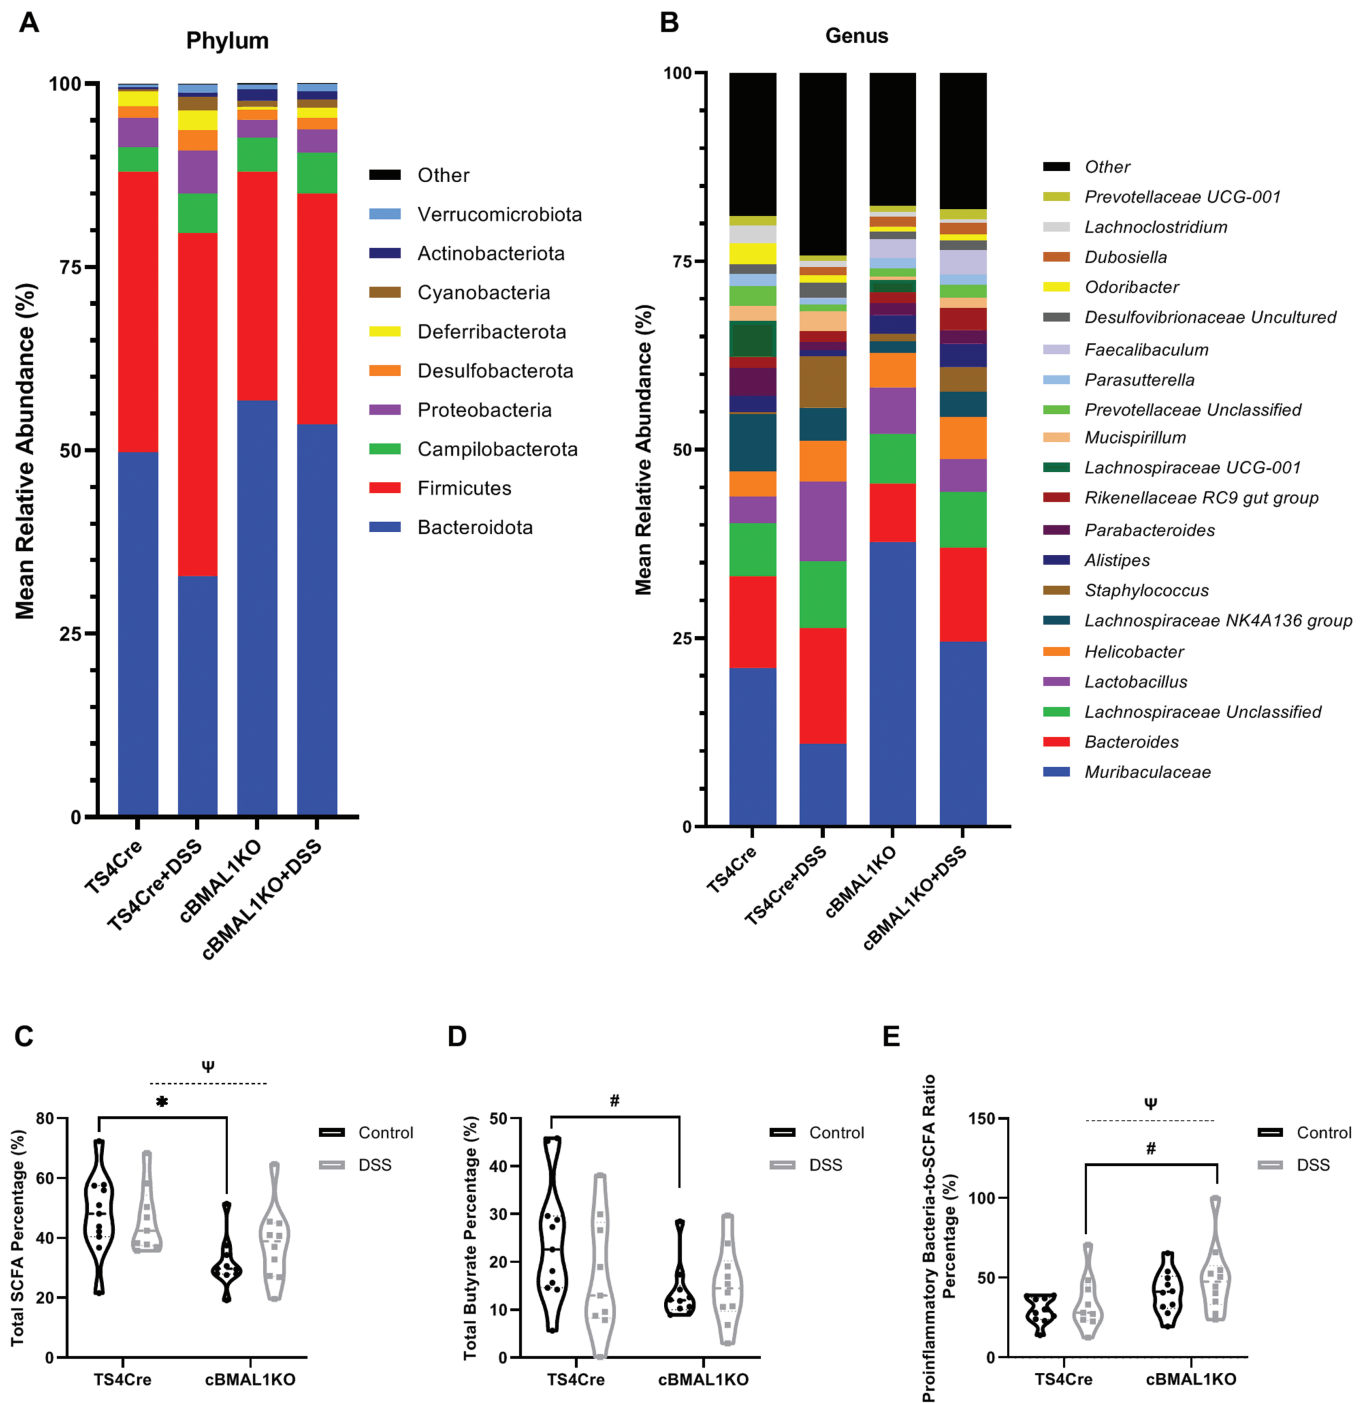 A
Phylum
Mean Relative Abundance (%)
100
75
50
25
0
TS4Cre
TS4Cre+DSS
cBMAL1KO
cBMAL1KO+DSS
Other
Verrucomicrobiota
Actinobacteriota
Cyanobacteria
Deferribacterota
Desulfobacterota
Proteobacteria
Campilobacterota
Firmicutes
Bacteroidota
B
Genus
Mean Relative Abundance (%)
100
75
50
25
0
TS4Cre
TS4Cre+DSS
cBMAL1KO
cBMAL1KO+DSS
Other
Prevotellaceae UCG-001
Lachnoclostridium
Dubosiella
Odoribacter
Desulfovibrionaceae Uncultured
Faecalibaculum
Parasutterella
Prevotellaceae Unclassified
Mucispirillum
Lachnospiraceae UCG-001
Rikenellaceae RC9 gut group
Parabacteroides
Alistipes
Staphylococcus
Lachnospiraceae NK4A136 group
Helicobacter
Lactobacillus
Lachnospiraceae Unclassified
Bacteroides
Muribaculaceae
C
Total SCFA Percentage (%)
80
60
40
20
0
Ψ
*
TS4Cre
cBMAL1KO
Control
DSS
D
Total Butyrate Percentage (%)
50
40
30
20
10
0
#
TS4Cre
cBMAL1KO
Control
DSS
E
Proinflammatory Bacteria-to-SCFA Ratio
Percentage (%)
150
100
50
0
Ψ
#
TS4Cre
cBMAL1KO
Control
DSS